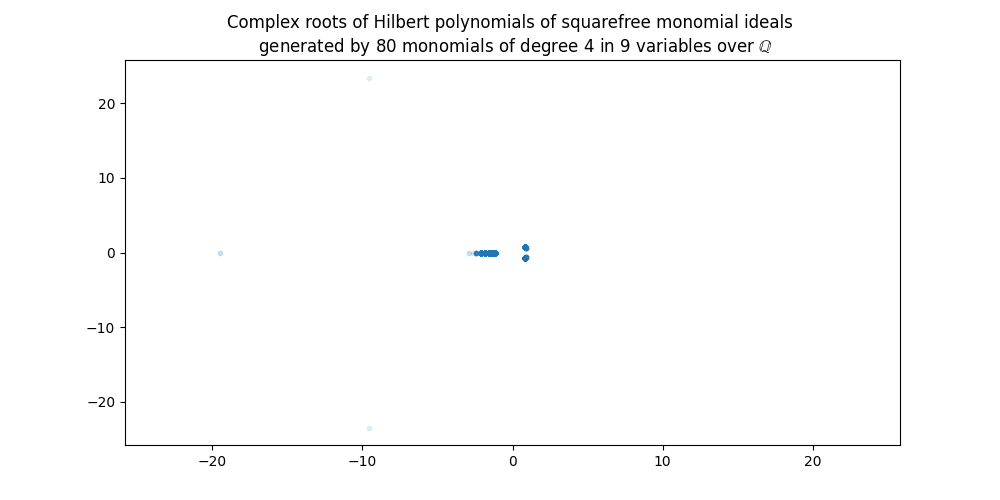 Complex roots of Hilbert polynomials of squarefree monomial ideals
generated by 80 monomials of degree 4 in 9 variables over ℚ
20
10
0
−10
−20
−20 −10 0 10 20